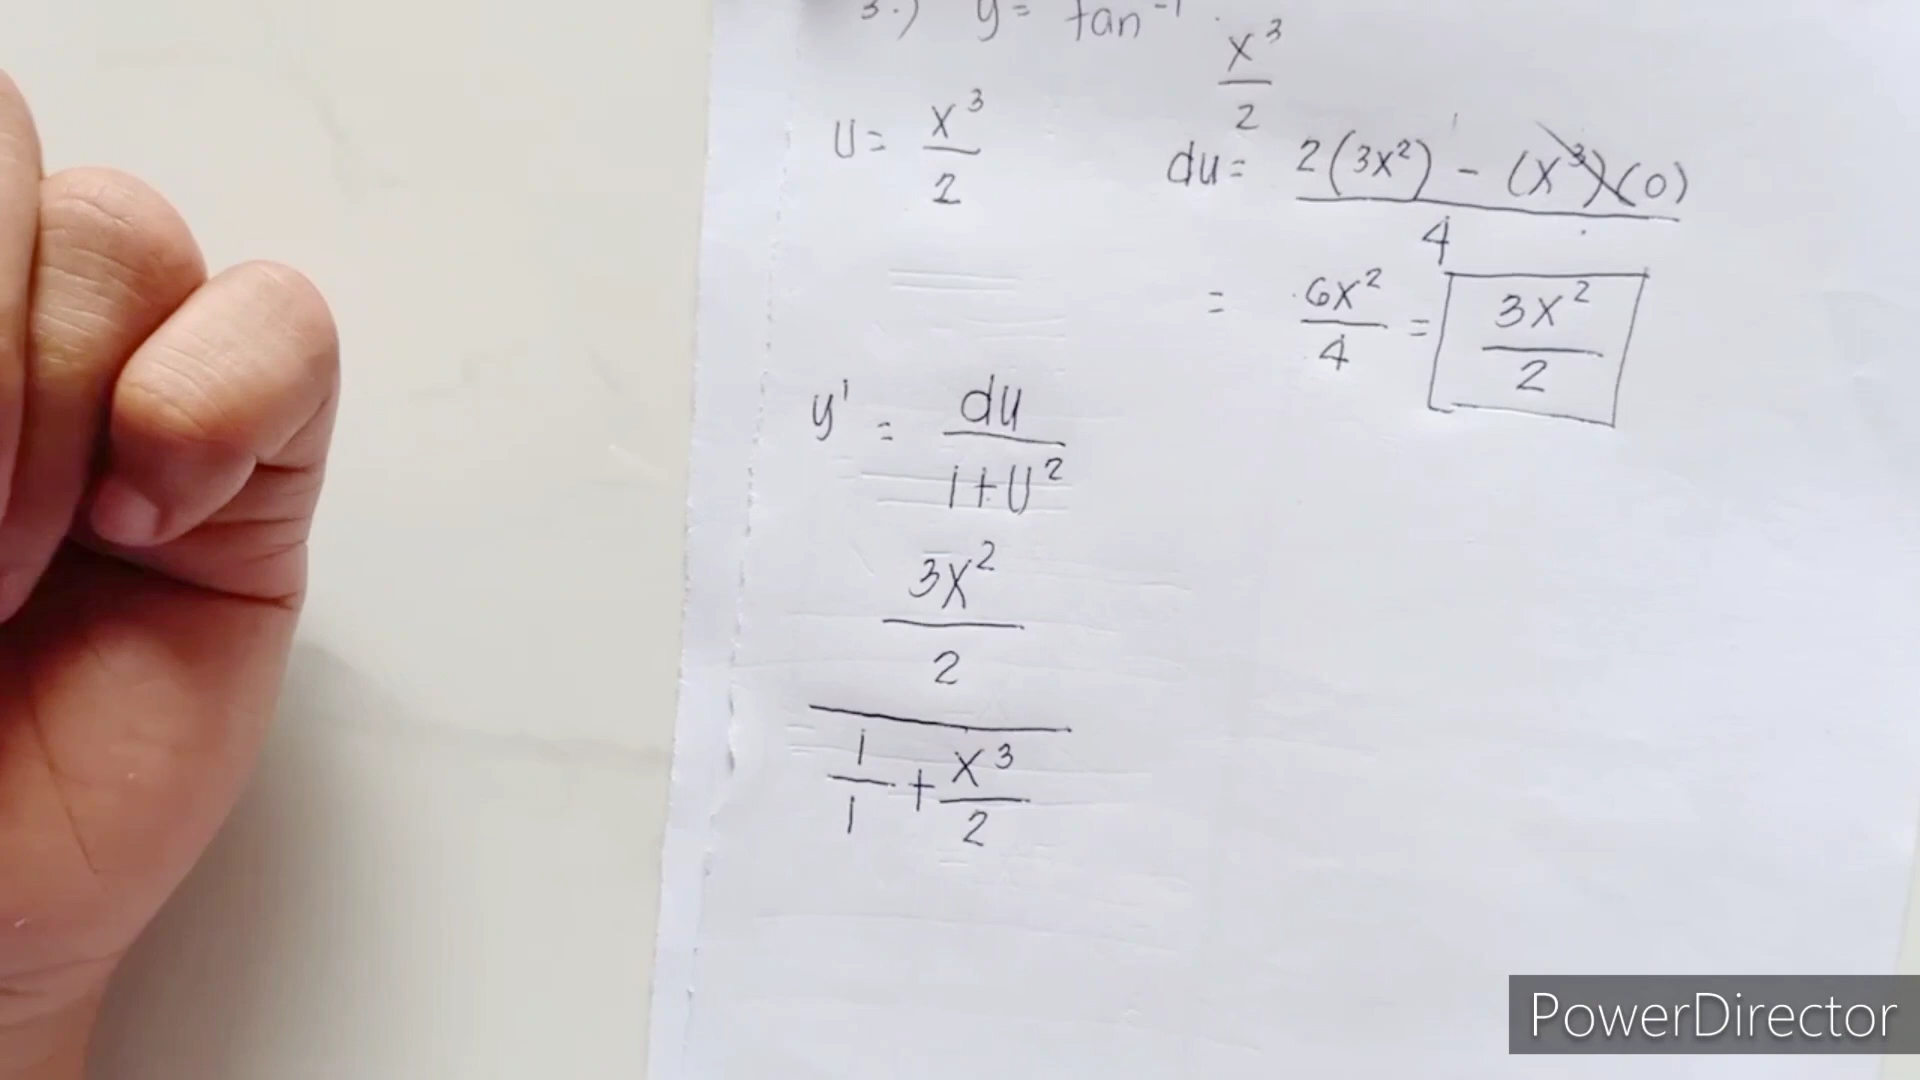 3.) y = tan⁻¹ x³/2
u = x³/2
du = 2(3x²) - (x³)(0) / 4
= 6x²/4 = 3x²/2
y' = du / 1+u²
3x²/2
1/1 + x³/2
PowerDirector